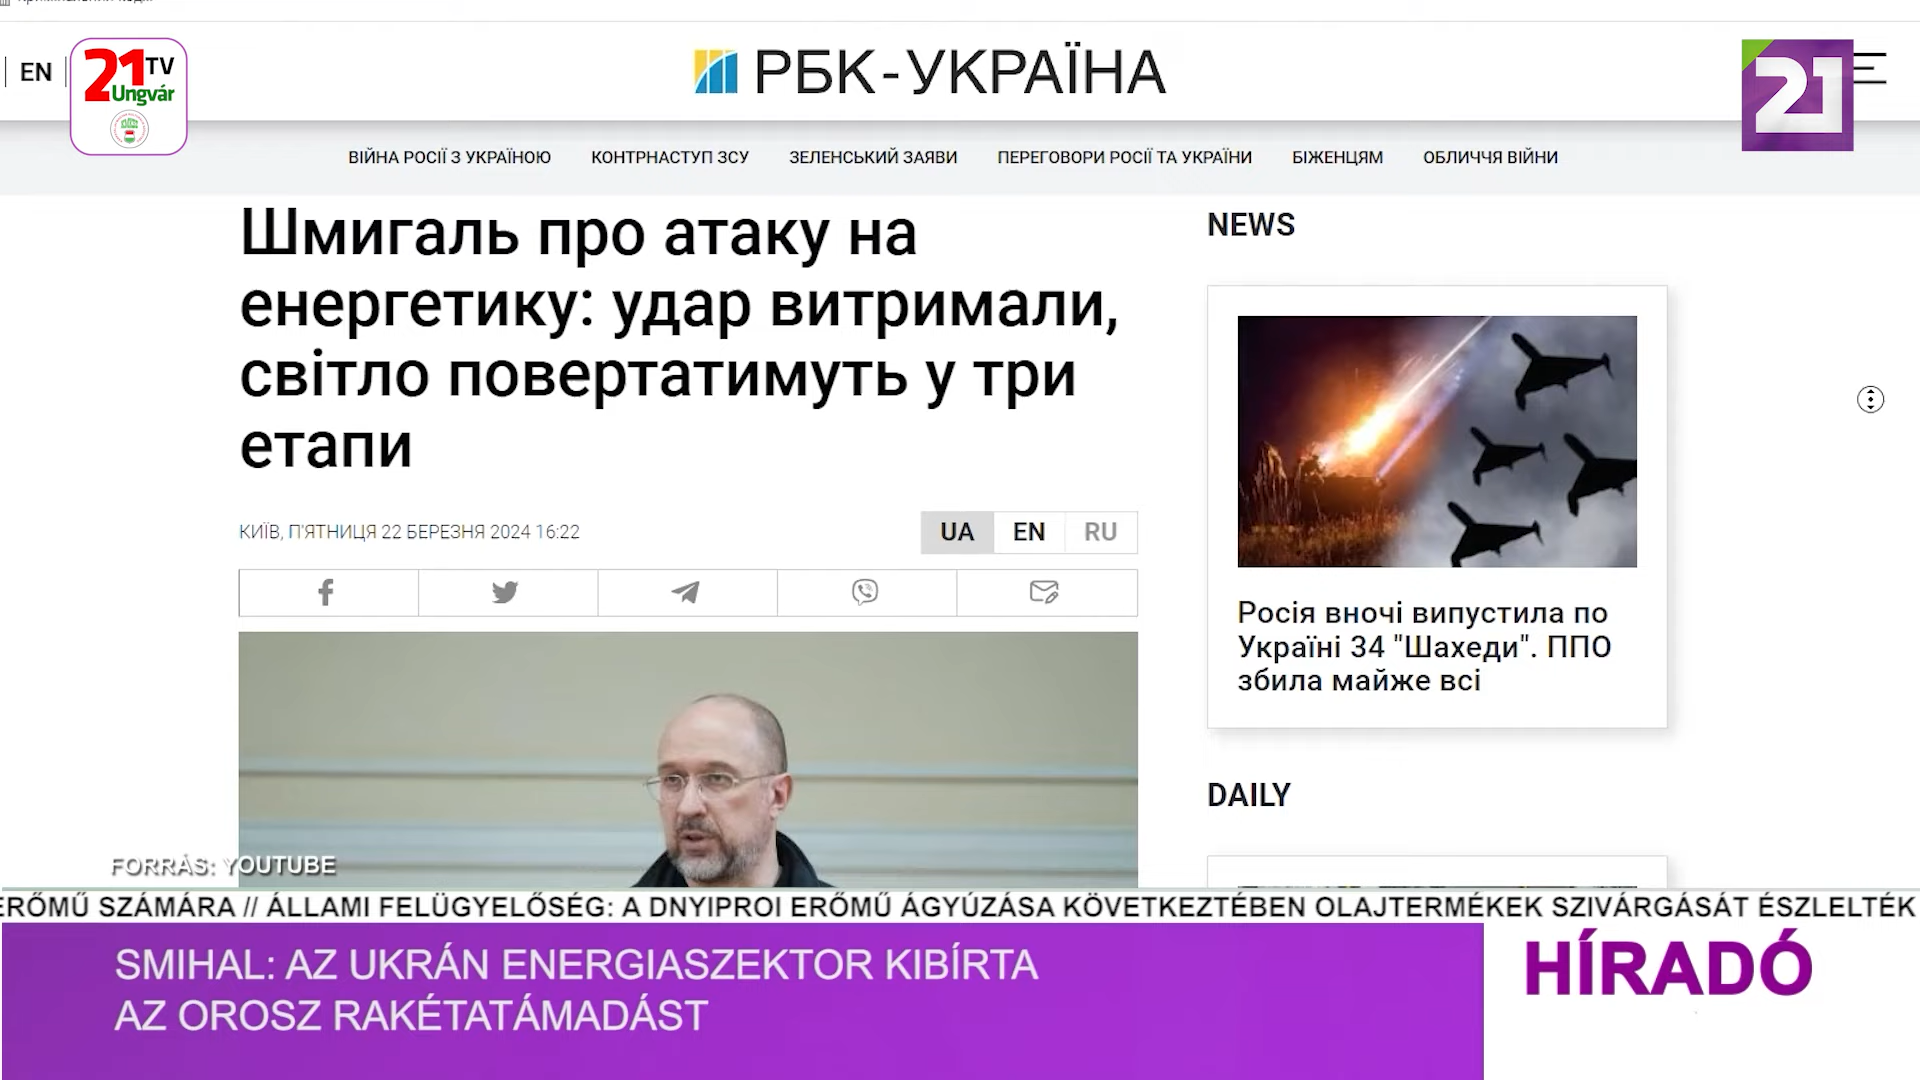 EN
21 TV
Ungvár
РБК-УКРАЇНА
21
ВІЙНА РОСІЇ З УКРАЇНОЮ КОНТРНАСТУП ЗСУ ЗЕЛЕНСЬКИЙ ЗАЯВИ ПЕРЕГОВОРИ РОСІЇ ТА УКРАЇНИ БІЖЕНЦЯМ ОБЛИЧЧЯ ВІЙНИ
Шмигаль про атаку на
енергетику: удар витримали,
світло повертатимуть у три
етапи
КИЇВ, П'ЯТНИЦЯ 22 БЕРЕЗНЯ 2024 16:22
UA EN RU
NEWS
Росія вночі випустила по
Україні 34 "Шахеди". ППО
збила майже всі
DAILY
FORRÁS: YOUTUBE
ERŐMŰ SZÁMÁRA // ÁLLAMI FELÜGYELŐSÉG: A DNYIPROI ERŐMŰ ÁGYÚZÁSA KÖVETKEZTÉBEN OLAJTERMÉKEK SZIVÁRGÁSÁT ÉSZLELTÉK
SMIHAL: AZ UKRÁN ENERGIASZEKTOR KIBÍRTA
AZ OROSZ RAKÉTATÁMADÁST
HÍRADÓ